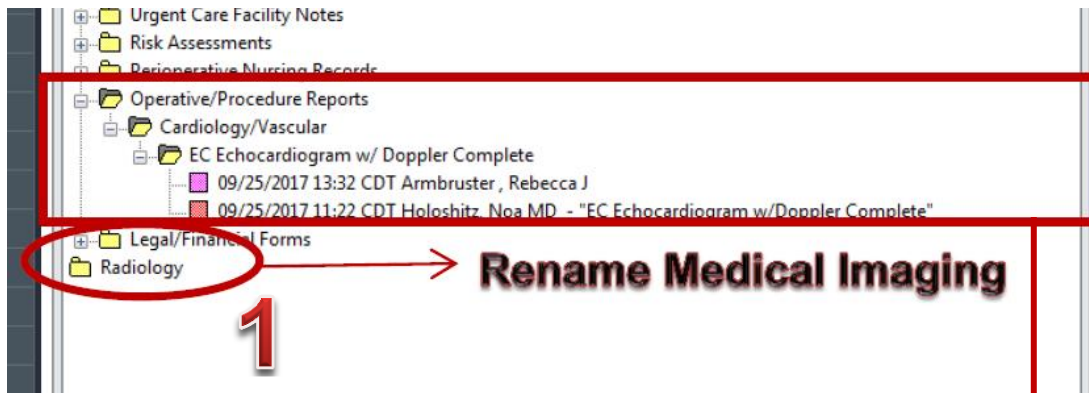 Urgent Care Facility Notes
Risk Assessments
Perioperative Nursing Records
Operative/Procedure Reports
Cardiology/Vascular
EC Echocardiogram w/ Doppler Complete
09/25/2017 13:32 CDT Armbruster , Rebecca J
09/25/2017 11:22 CDT Holoshitz, Noa MD - "EC Echocardiogram w/Doppler Complete"
Legal/Financial Forms
Radiology
Rename Medical Imaging
1